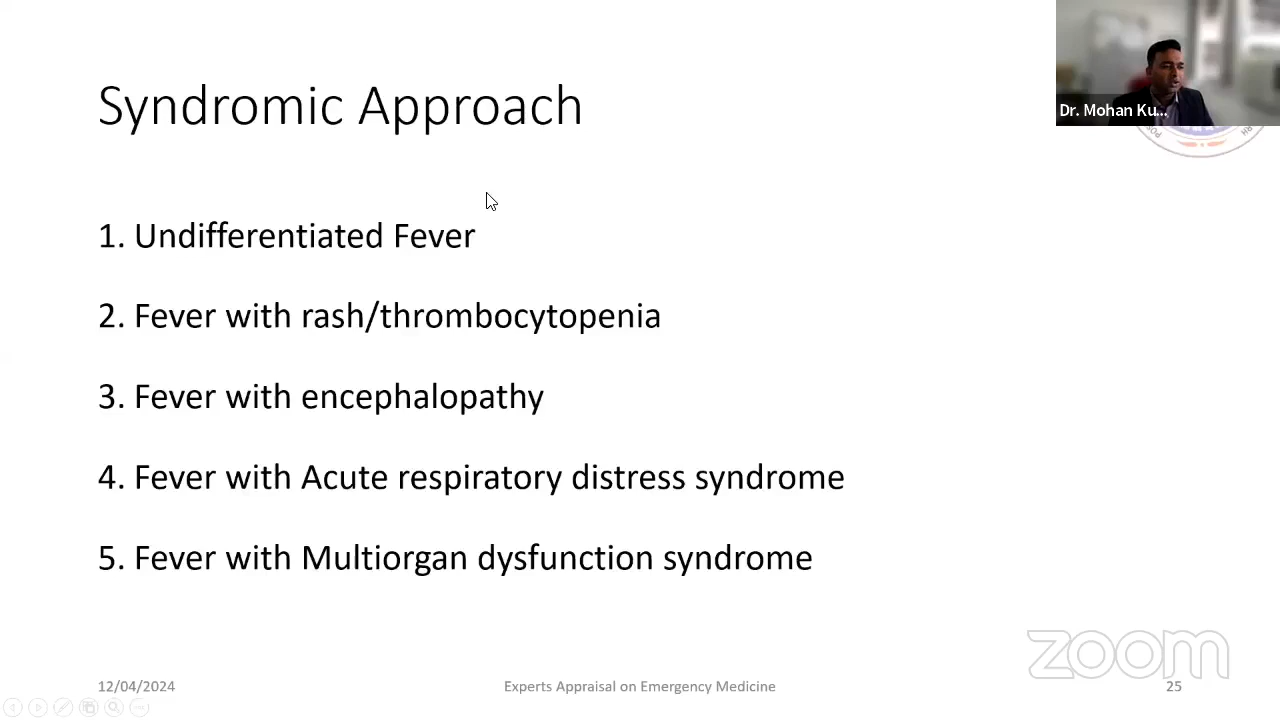 Syndromic Approach
Dr. Mohan Ku...
1. Undifferentiated Fever
2. Fever with rash/thrombocytopenia
3. Fever with encephalopathy
4. Fever with Acute respiratory distress syndrome
5. Fever with Multiorgan dysfunction syndrome
zoom
12/04/2024
Experts Appraisal on Emergency Medicine
25